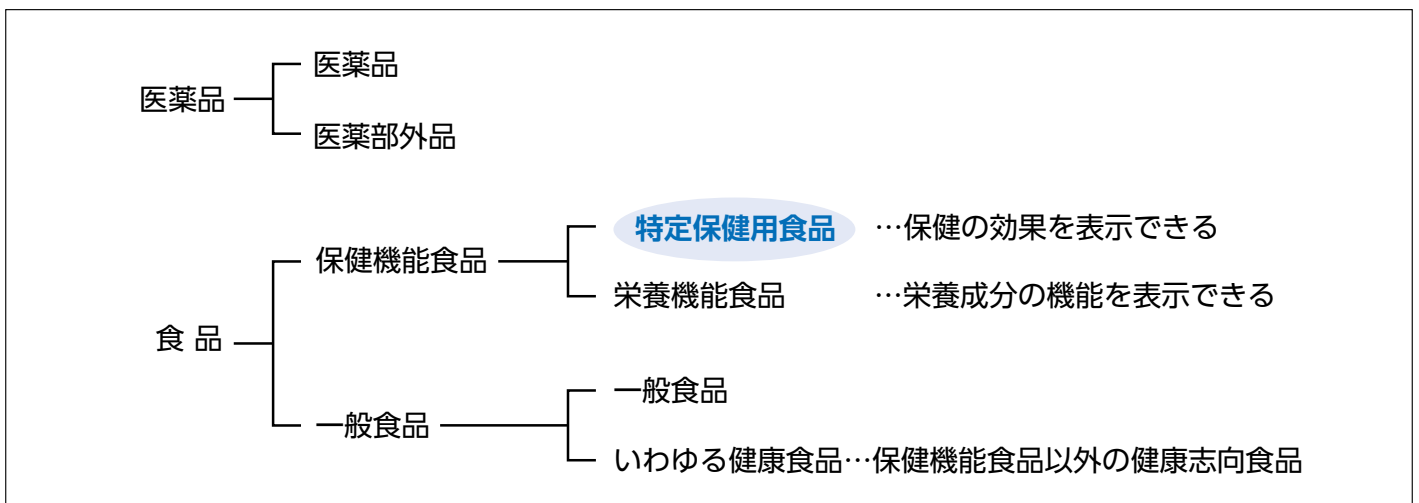 医薬品
医薬品
医薬部外品
特定保健用食品 …保健の効果を表示できる
保健機能食品
栄養機能食品 …栄養成分の機能を表示できる
食 品
一般食品
一般食品
いわゆる健康食品…保健機能食品以外の健康志向食品